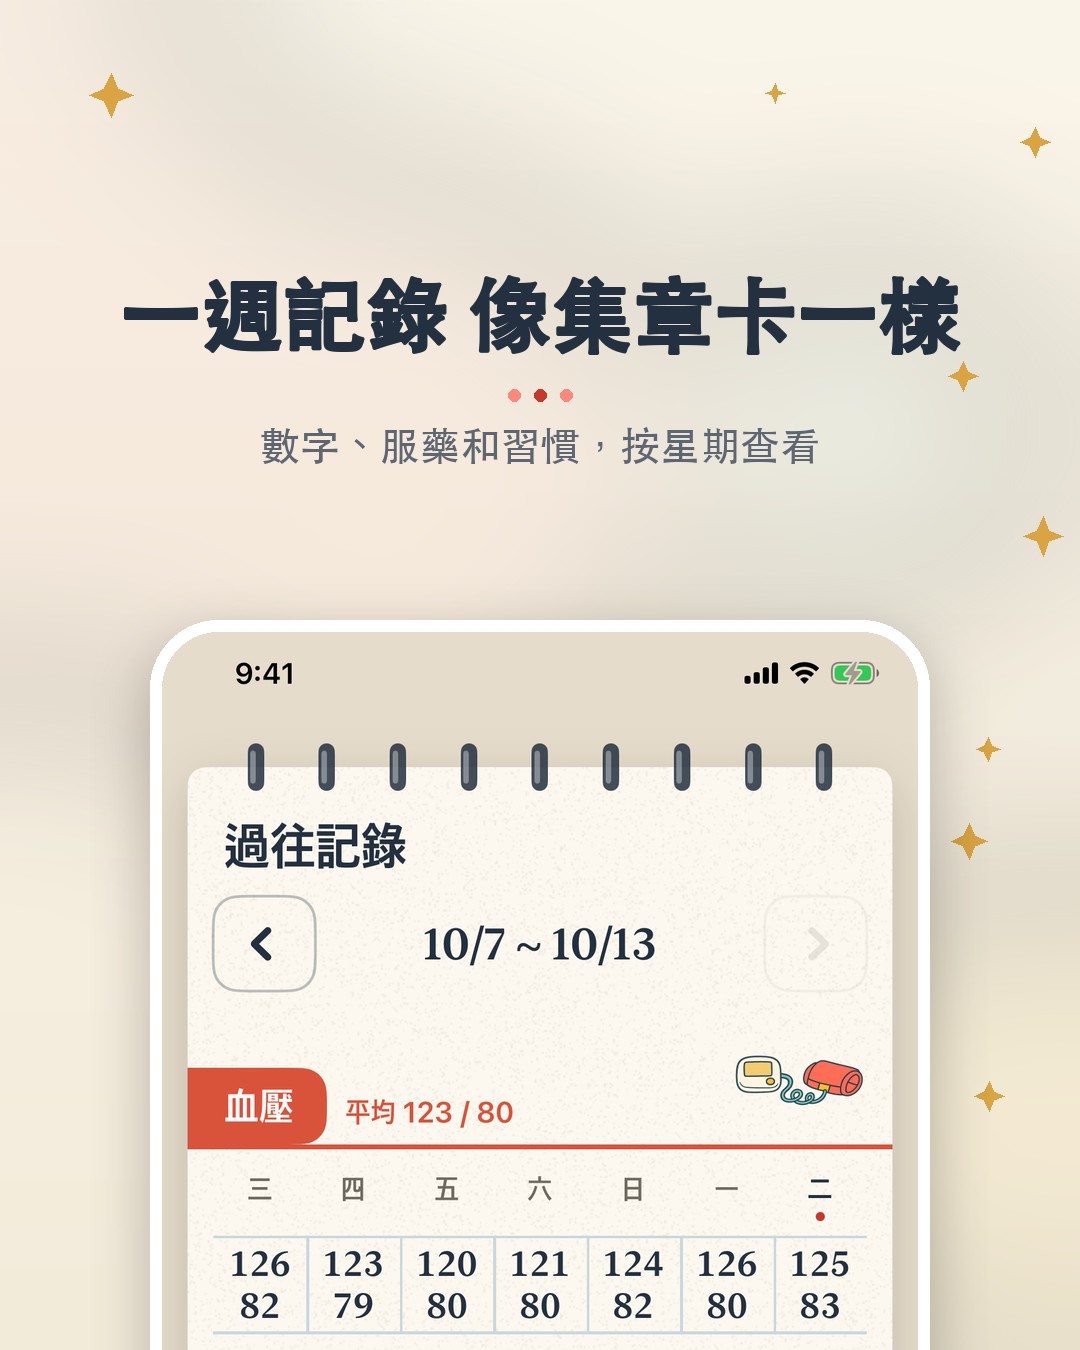 一週記錄 像集章卡一樣
數字、服藥和習慣，按星期查看
9:41
過往記錄
10/7 ~ 10/13
血壓 平均 123 / 80
三 四 五 六 日 一 二
126 123 120 121 124 126 125
82 79 80 80 82 80 83